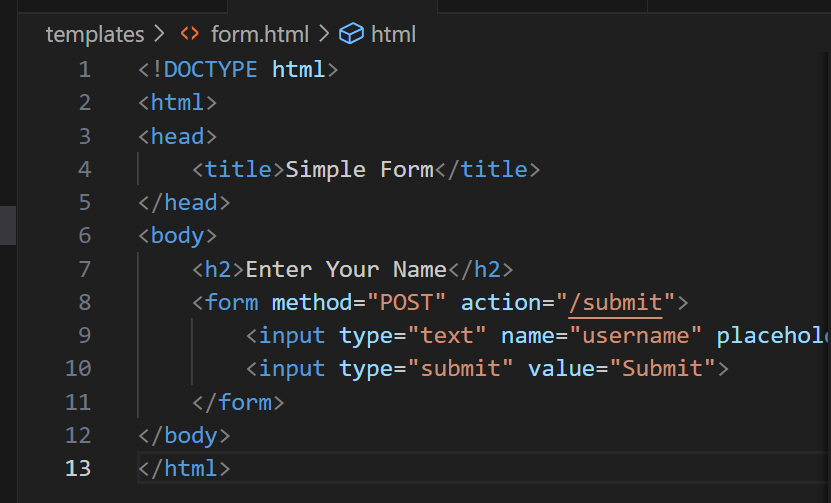 templates > <> form.html > html
1 <!DOCTYPE html>
2 <html>
3 <head>
4     <title>Simple Form</title>
5 </head>
6 <body>
7     <h2>Enter Your Name</h2>
8     <form method="POST" action="/submit">
9         <input type="text" name="username" placehol
10         <input type="submit" value="Submit">
11     </form>
12 </body>
13 </html>